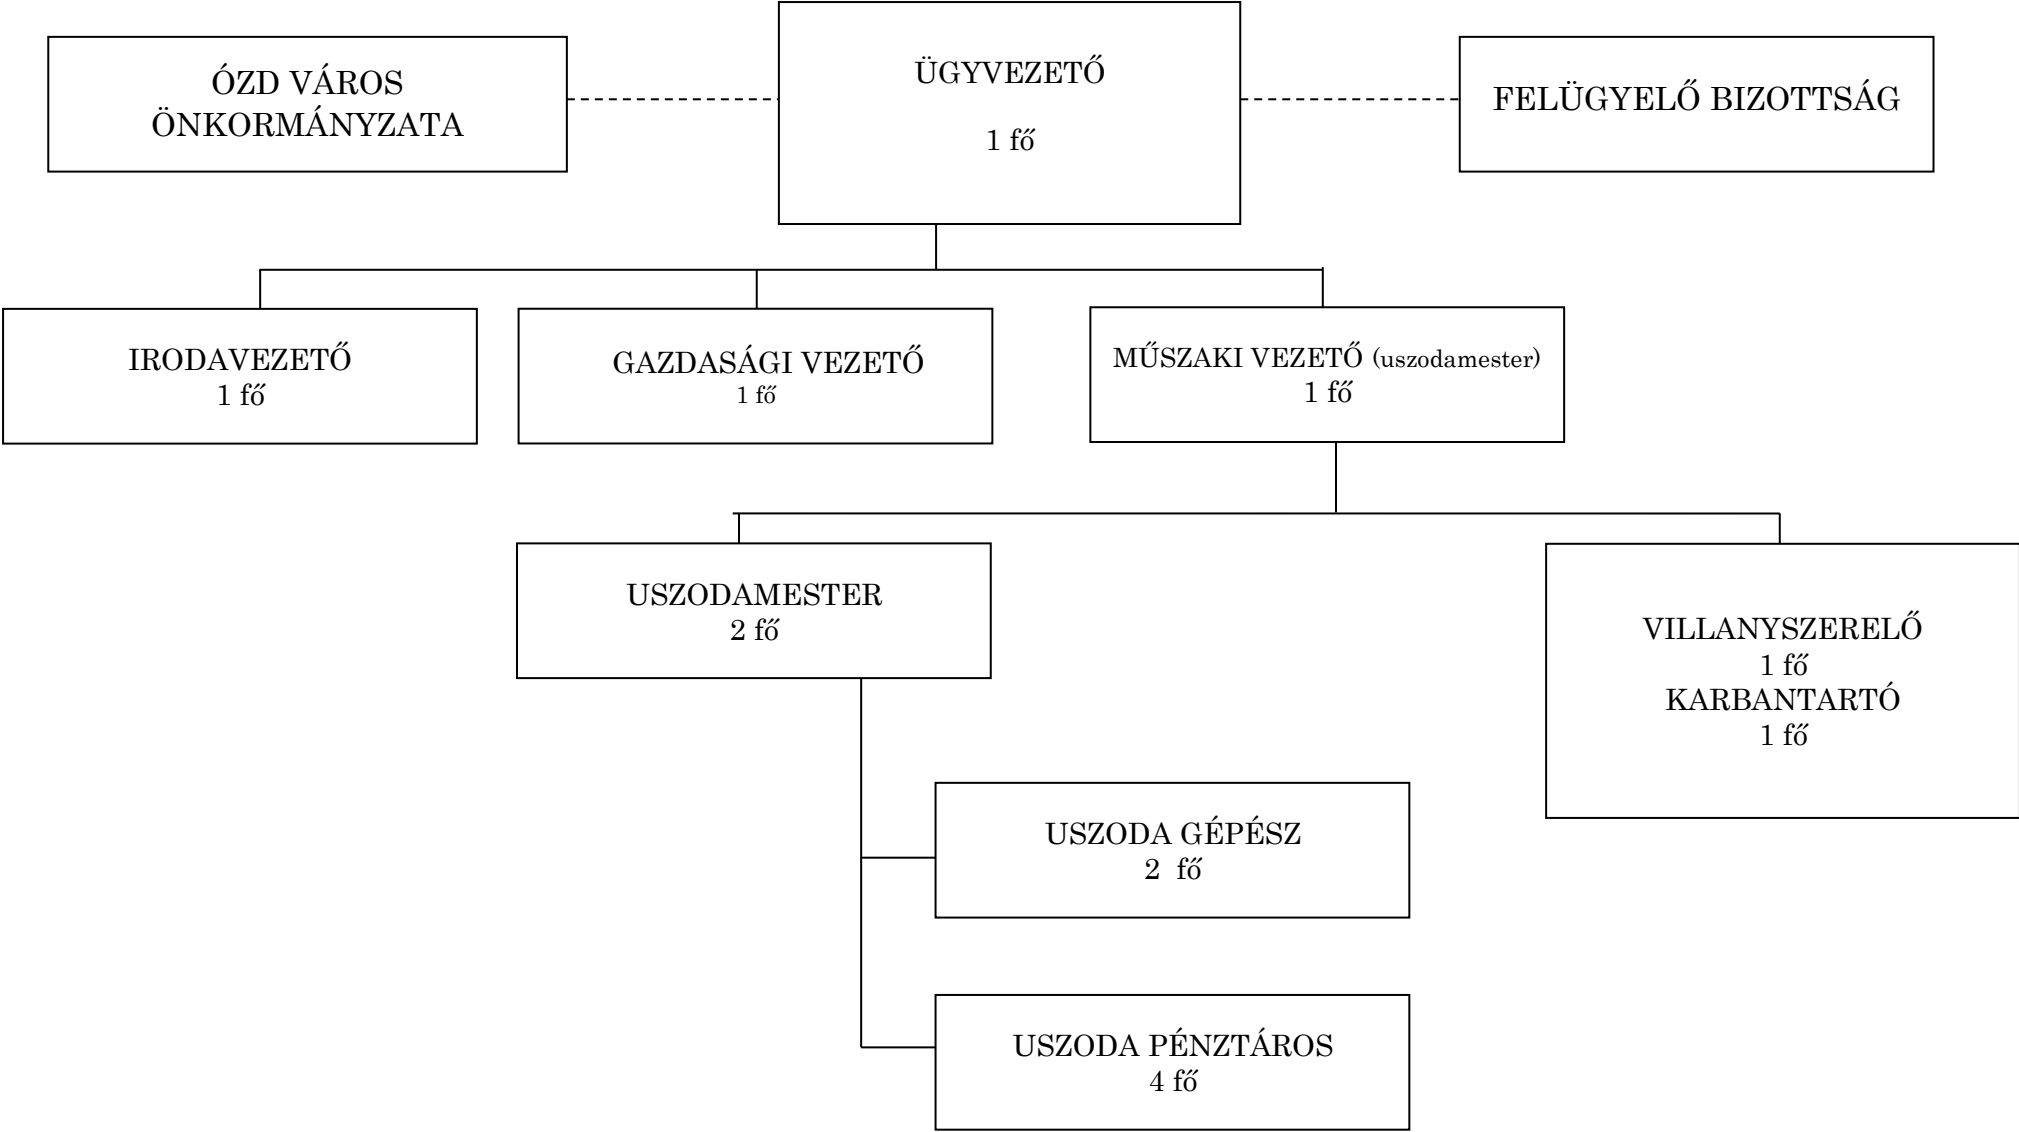 ÓZD VÁROS
ÖNKORMÁNYZATA
ÜGYVEZETŐ
1 fő
FELÜGYELŐ BIZOTTSÁG
IRODAVEZETŐ
1 fő
GAZDASÁGI VEZETŐ
1 fő
MŰSZAKI VEZETŐ (uszodamester)
1 fő
USZODAMESTER
2 fő
VILLANYSZERELŐ
1 fő
KARBANTARTÓ
1 fő
USZODA GÉPÉSZ
2 fő
USZODA PÉNZTÁROS
4 fő